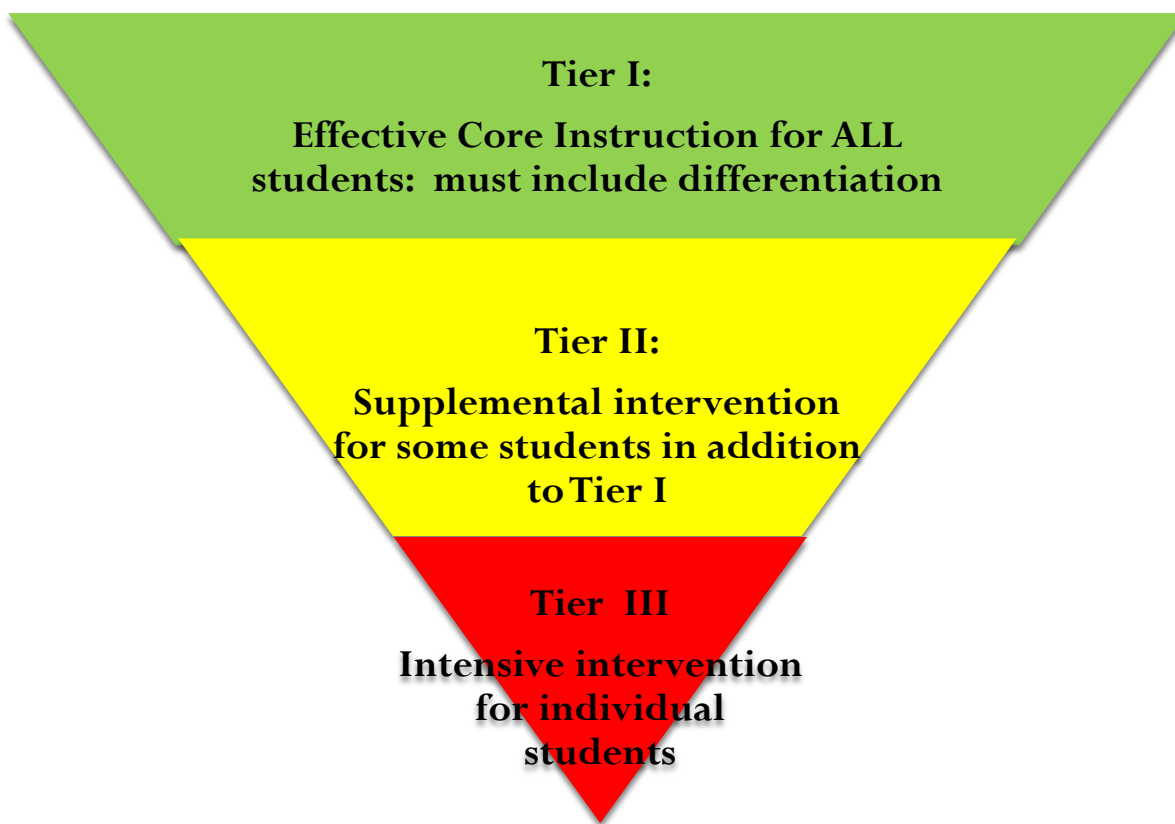 Tier I:
Effective Core Instruction for ALL
students:  must include differentiation
Tier II:
Supplemental intervention
for some students in addition
to Tier I
Tier  III
Intensive intervention
for individual
students